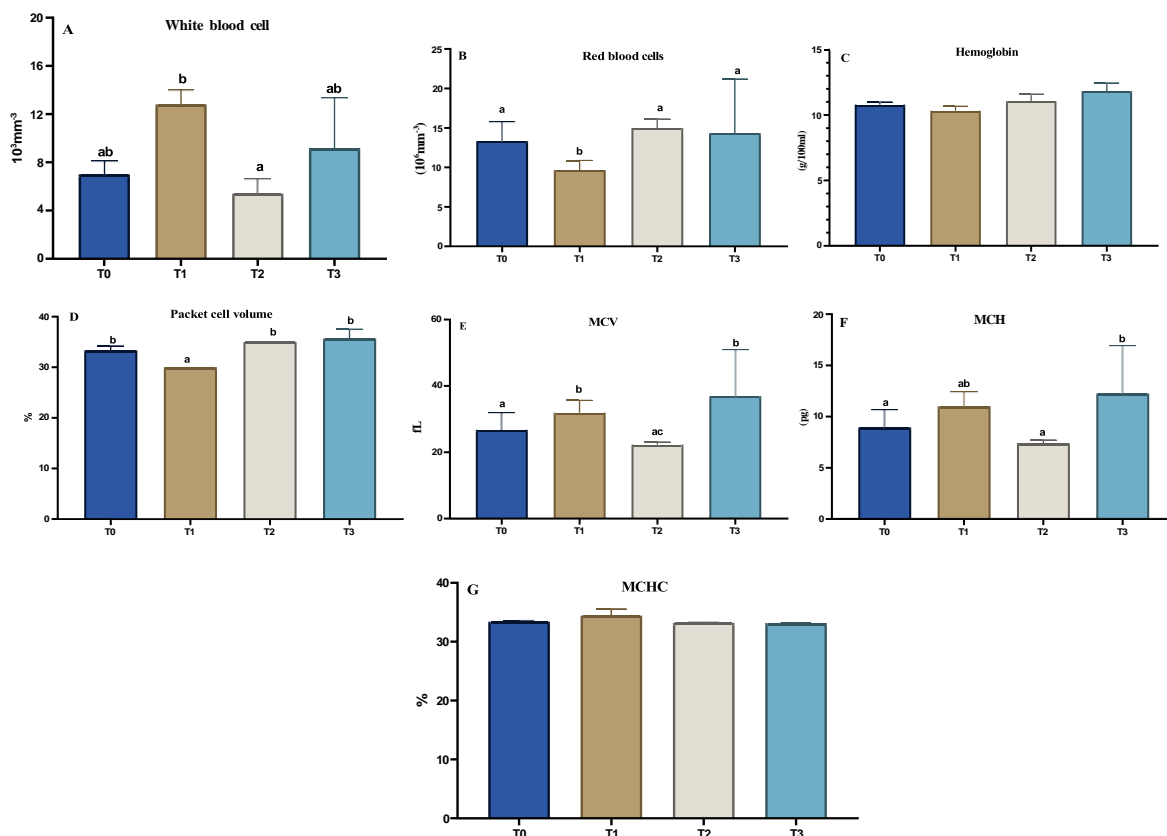 A
White blood cell
10³mm⁻³
20
16
12
8
4
0
ab
b
a
ab
T0 T1 T2 T3
B
Red blood cells
(10⁶mm⁻³)
25
20
15
10
5
0
a
b
a
a
T0 T1 T2 T3
C
Hemoglobin
(g/100ml)
15
10
5
0
T0 T1 T2 T3
D
Packet cell volume
%
40
30
20
10
0
b
a
b
b
T0 T1 T2 T3
E
MCV
fL
60
40
20
0
a
b
ac
b
T0 T1 T2 T3
F
MCH
(pg)
20
15
10
5
0
a
ab
a
b
T0 T1 T2 T3
G
MCHC
%
40
30
20
10
0
T0 T1 T2 T3